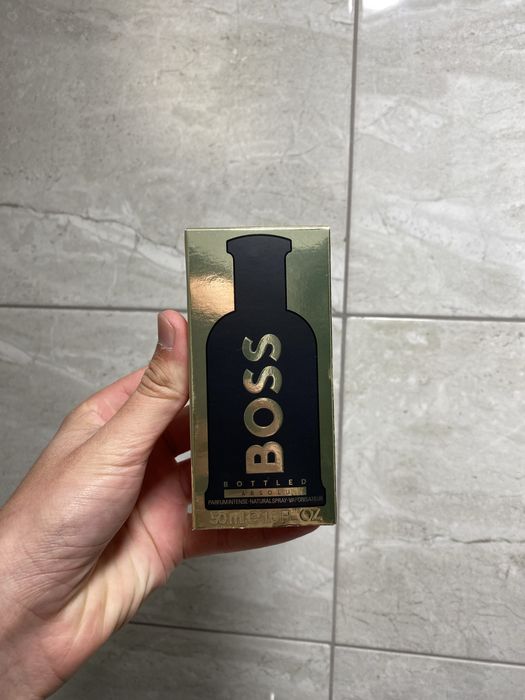 BOSS
BOTTLED
ABSOLU
PARFUM INTENSE·NATURAL SPRAY·VAPORISATEUR
50ml e 1.6 FL OZ.